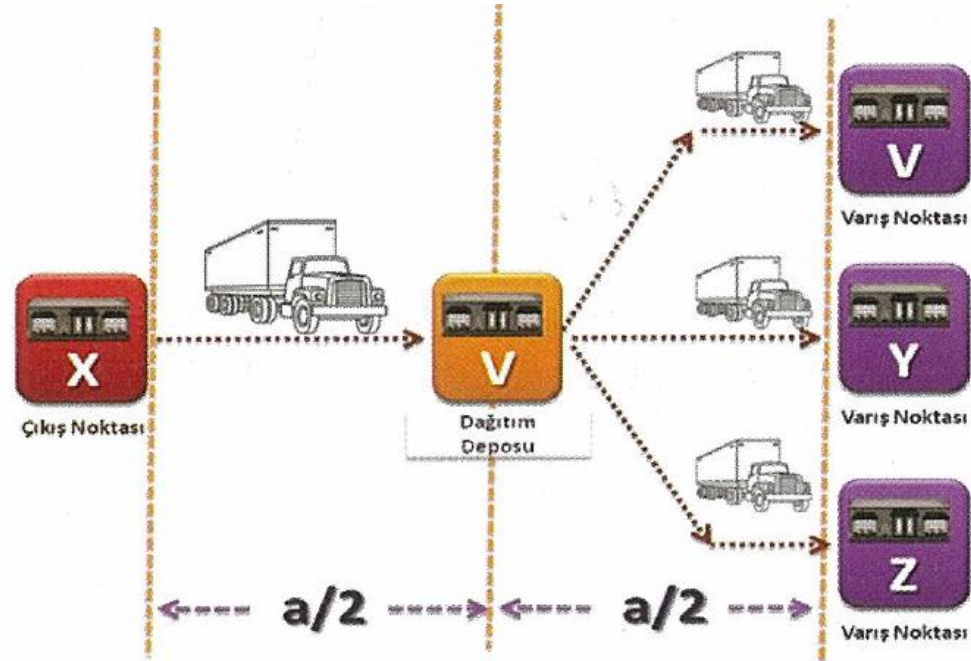 X
Çıkış Noktası
V
Dağıtım
Deposu
V
Varış Noktası
Y
Varış Noktası
Z
Varış Noktası
a/2
a/2